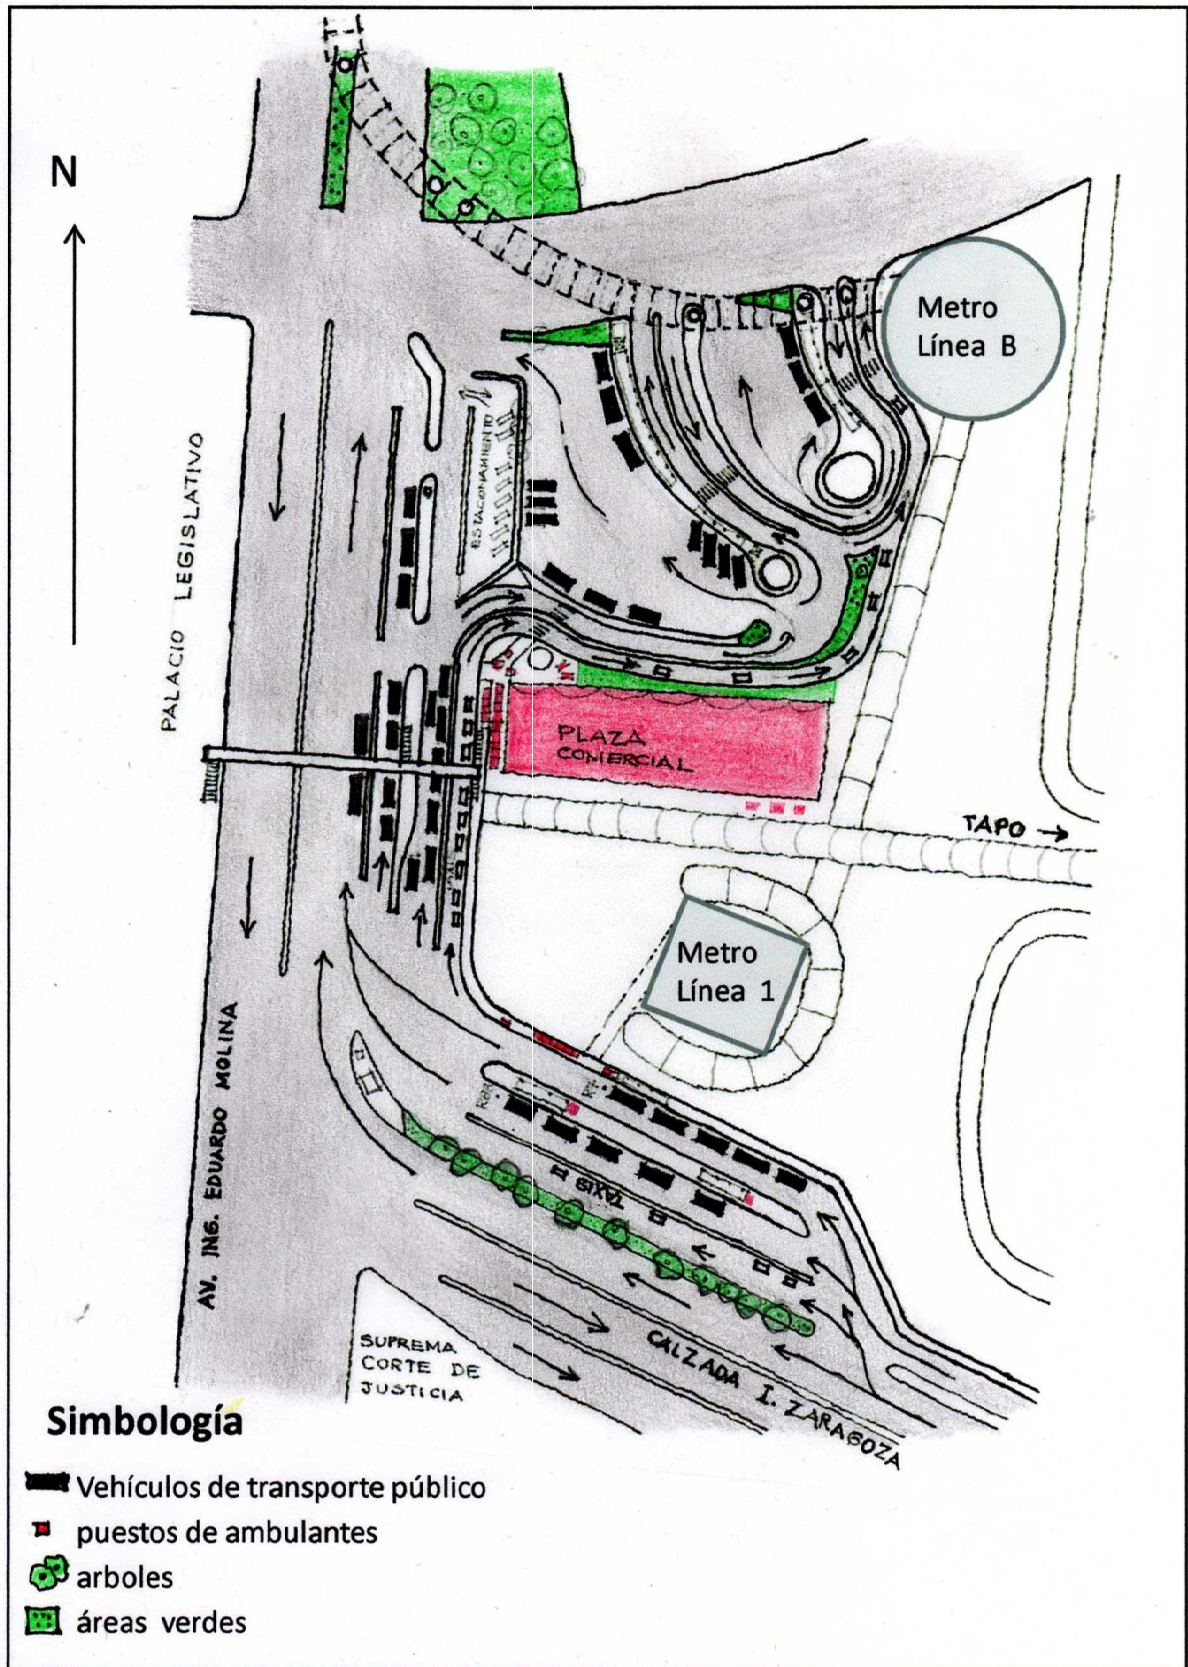 N
Metro
Línea B
PALACIO LEGISLATIVO
ESTACIONAMIENTO
PLAZA
COMERCIAL
TAPO →
Metro
Línea 1
AV. ING. EDUARDO MOLINA
TAXIS
CALZADA I. ZARAGOZA
SUPREMA
CORTE DE
JUSTICIA
Simbología
Vehículos de transporte público
puestos de ambulantes
arboles
áreas verdes